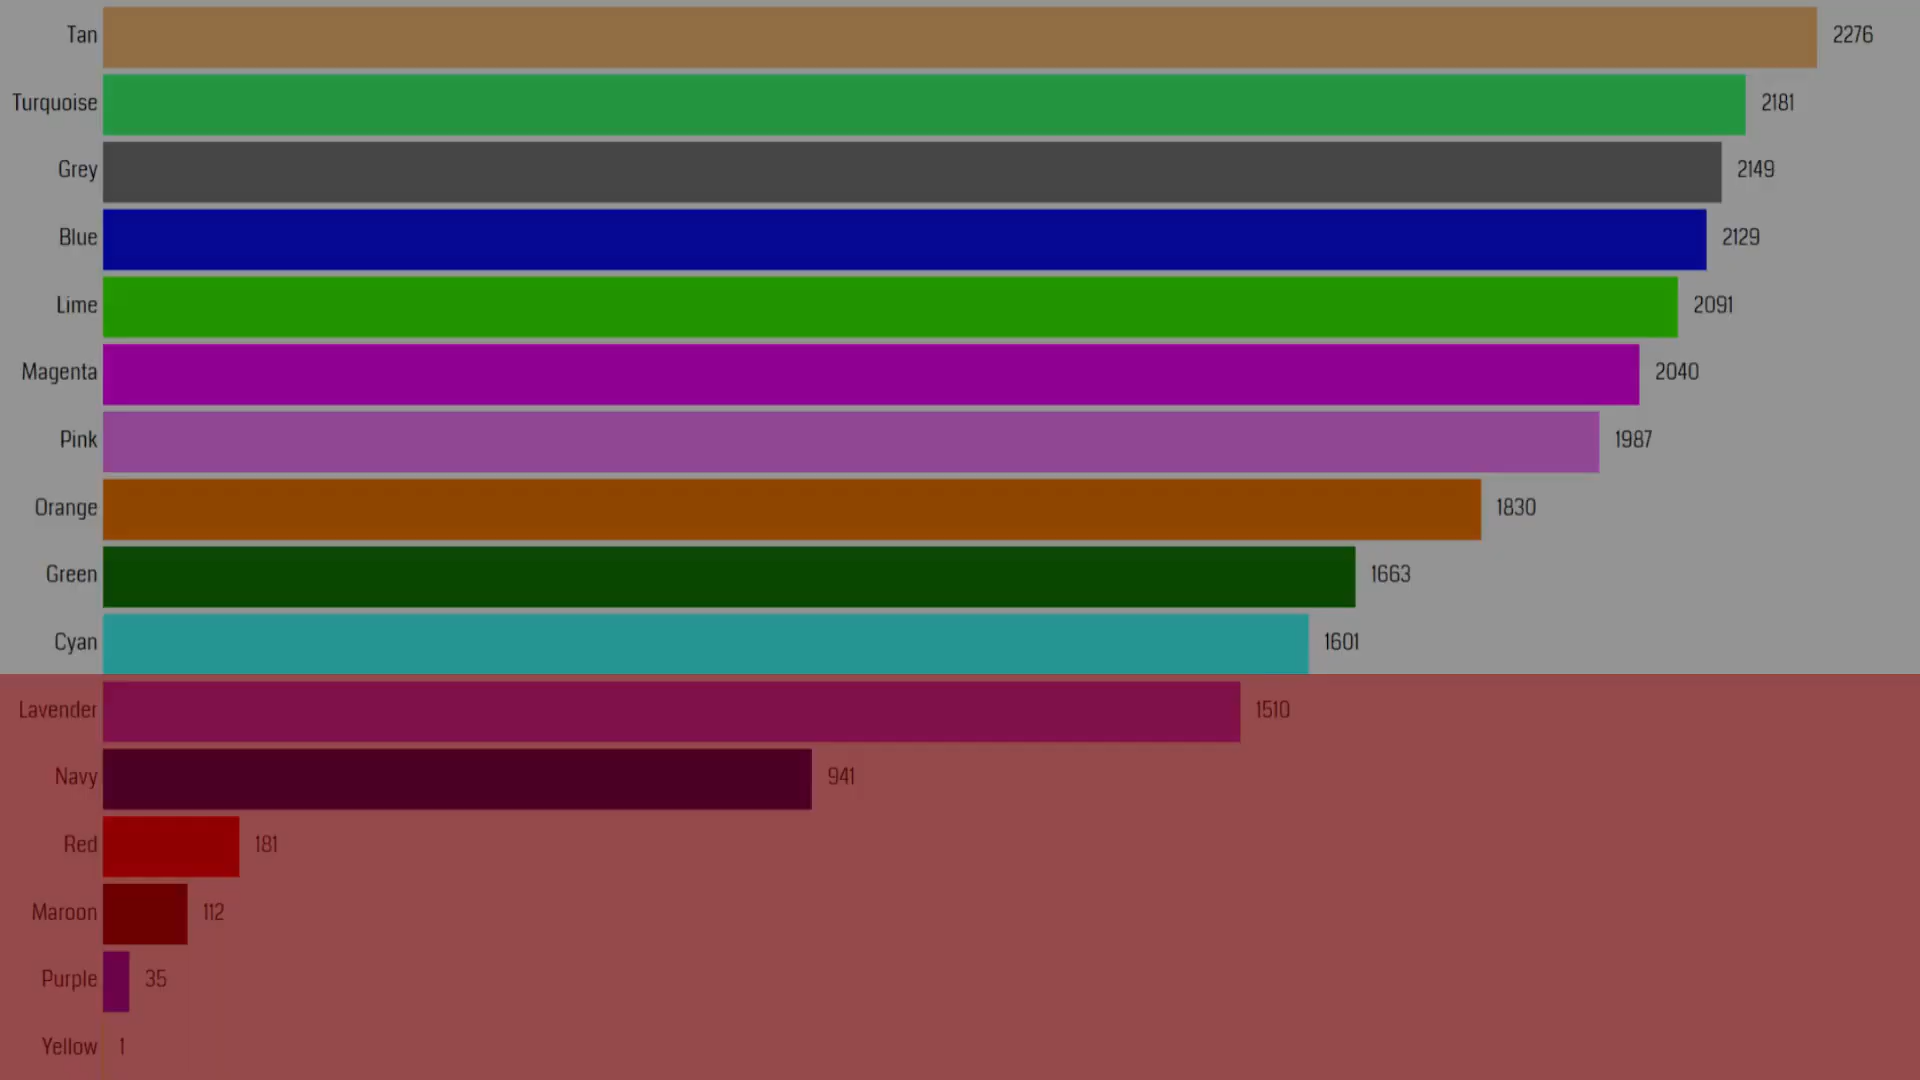 Tan 2276
Turquoise 2181
Grey 2149
Blue 2129
Lime 2091
Magenta 2040
Pink 1987
Orange 1830
Green 1663
Cyan 1601
Lavender 1510
Navy 941
Red 181
Maroon 112
Purple 35
Yellow 1